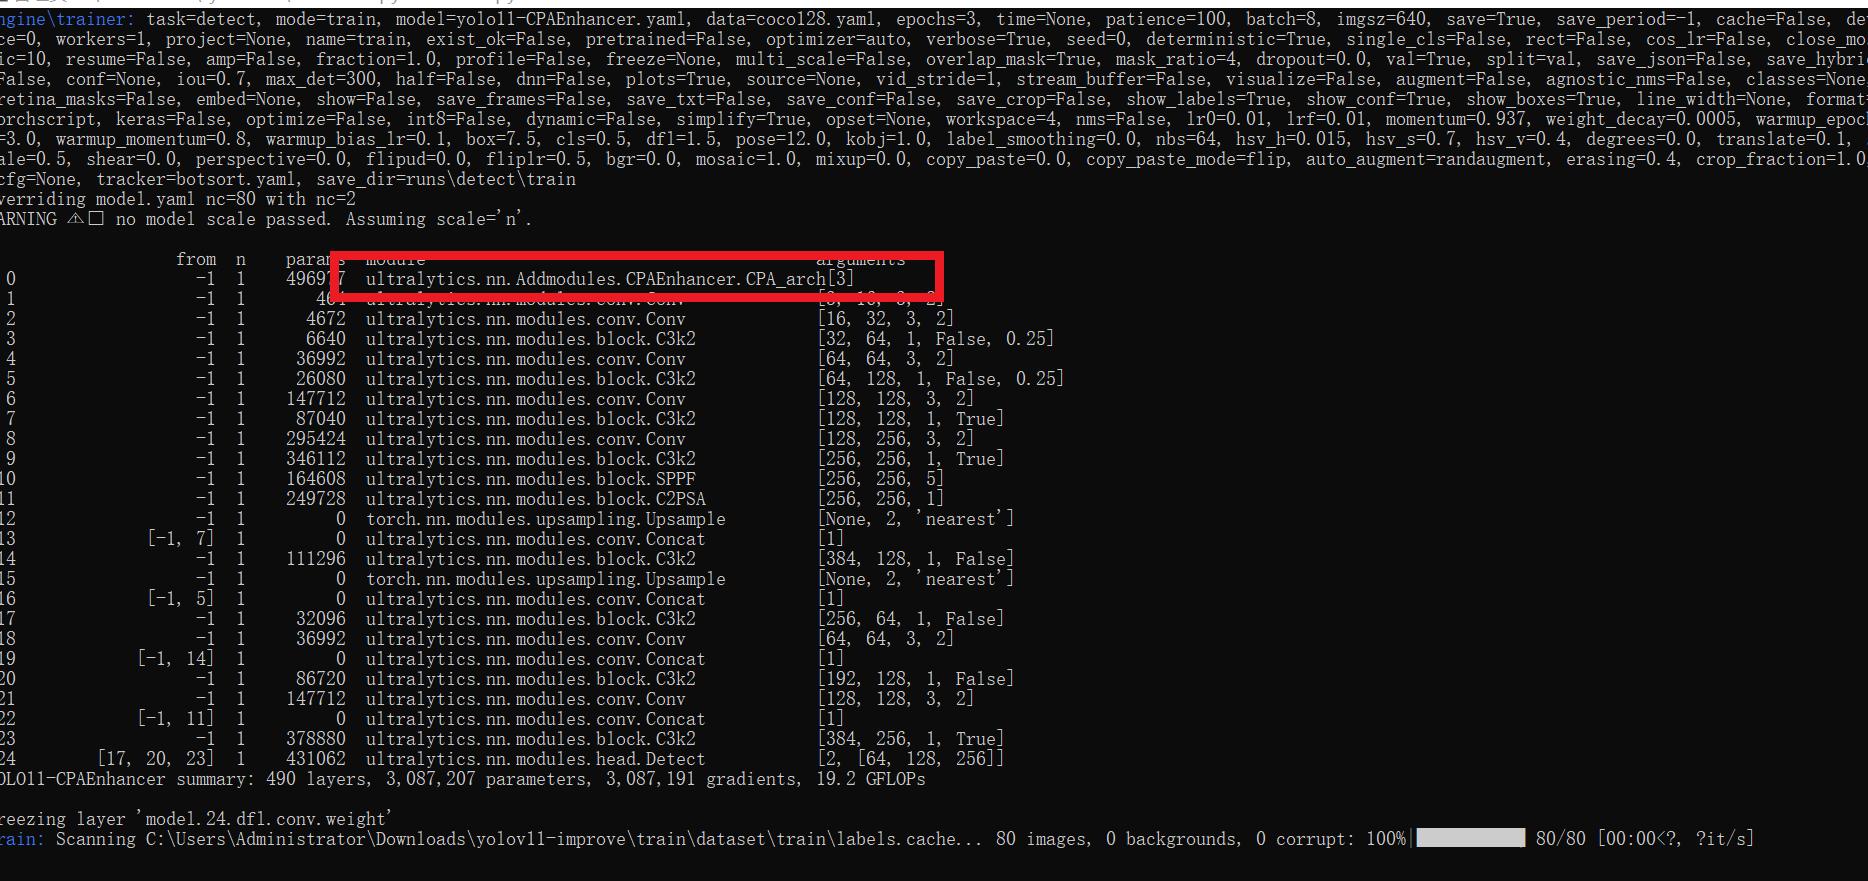 ngine\trainer: task=detect, mode=train, model=yolo11-CPAEnhancer.yaml, data=coco128.yaml, epochs=3, time=None, patience=100, batch=8, imgsz=640, save=True, save_period=-1, cache=False, de
ce=0, workers=1, project=None, name=train, exist_ok=False, pretrained=False, optimizer=auto, verbose=True, seed=0, deterministic=True, single_cls=False, rect=False, cos_lr=False, close_mo
ic=10, resume=False, amp=False, fraction=1.0, profile=False, freeze=None, multi_scale=False, overlap_mask=True, mask_ratio=4, dropout=0.0, val=True, split=val, save_json=False, save_hybri
False, conf=None, iou=0.7, max_det=300, half=False, dnn=False, plots=True, source=None, vid_stride=1, stream_buffer=False, visualize=False, augment=False, agnostic_nms=False, classes=None
retina_masks=False, embed=None, show=False, save_frames=False, save_txt=False, save_conf=False, save_crop=False, show_labels=True, show_conf=True, show_boxes=True, line_width=None, format
orchscript, keras=False, optimize=False, int8=False, dynamic=False, simplify=True, opset=None, workspace=4, nms=False, lr0=0.01, lrf=0.01, momentum=0.937, weight_decay=0.0005, warmup_epoc
=3.0, warmup_momentum=0.8, warmup_bias_lr=0.1, box=7.5, cls=0.5, dfl=1.5, pose=12.0, kobj=1.0, label_smoothing=0.0, nbs=64, hsv_h=0.015, hsv_s=0.7, hsv_v=0.4, degrees=0.0, translate=0.1,
ale=0.5, shear=0.0, perspective=0.0, flipud=0.0, fliplr=0.5, bgr=0.0, mosaic=1.0, mixup=0.0, copy_paste=0.0, copy_paste_mode=flip, auto_augment=randaugment, erasing=0.4, crop_fraction=1.0
cfg=None, tracker=botsort.yaml, save_dir=runs\detect\train
verriding model.yaml nc=80 with nc=2
ARNING ⚠□ no model scale passed. Assuming scale='n'.
from n params module arguments
0 -1 1 496977 ultralytics.nn.Addmodules.CPAEnhancer.CPA_arch[3]
1 -1 1 464 ultralytics.nn.modules.conv.Conv [3, 16, 3, 2]
2 -1 1 4672 ultralytics.nn.modules.conv.Conv [16, 32, 3, 2]
3 -1 1 6640 ultralytics.nn.modules.block.C3k2 [32, 64, 1, False, 0.25]
4 -1 1 36992 ultralytics.nn.modules.conv.Conv [64, 64, 3, 2]
5 -1 1 26080 ultralytics.nn.modules.block.C3k2 [64, 128, 1, False, 0.25]
6 -1 1 147712 ultralytics.nn.modules.conv.Conv [128, 128, 3, 2]
7 -1 1 87040 ultralytics.nn.modules.block.C3k2 [128, 128, 1, True]
8 -1 1 295424 ultralytics.nn.modules.conv.Conv [128, 256, 3, 2]
9 -1 1 346112 ultralytics.nn.modules.block.C3k2 [256, 256, 1, True]
10 -1 1 164608 ultralytics.nn.modules.block.SPPF [256, 256, 5]
11 -1 1 249728 ultralytics.nn.modules.block.C2PSA [256, 256, 1]
12 -1 1 0 torch.nn.modules.upsampling.Upsample [None, 2, 'nearest']
13 [-1, 7] 1 0 ultralytics.nn.modules.conv.Concat [1]
14 -1 1 111296 ultralytics.nn.modules.block.C3k2 [384, 128, 1, False]
15 -1 1 0 torch.nn.modules.upsampling.Upsample [None, 2, 'nearest']
16 [-1, 5] 1 0 ultralytics.nn.modules.conv.Concat [1]
17 -1 1 32096 ultralytics.nn.modules.block.C3k2 [256, 64, 1, False]
18 -1 1 36992 ultralytics.nn.modules.conv.Conv [64, 64, 3, 2]
19 [-1, 14] 1 0 ultralytics.nn.modules.conv.Concat [1]
20 -1 1 86720 ultralytics.nn.modules.block.C3k2 [192, 128, 1, False]
21 -1 1 147712 ultralytics.nn.modules.conv.Conv [128, 128, 3, 2]
22 [-1, 11] 1 0 ultralytics.nn.modules.conv.Concat [1]
23 -1 1 378880 ultralytics.nn.modules.block.C3k2 [384, 256, 1, True]
24 [17, 20, 23] 1 431062 ultralytics.nn.modules.head.Detect [2, [64, 128, 256]]
OLO11-CPAEnhancer summary: 490 layers, 3,087,207 parameters, 3,087,191 gradients, 19.2 GFLOPs
reezing layer 'model.24.dfl.conv.weight'
rain: Scanning C:\Users\Administrator\Downloads\yolov11-improve\train\dataset\train\labels.cache... 80 images, 0 backgrounds, 0 corrupt: 100%| 80/80 [00:00<?, ?it/s]